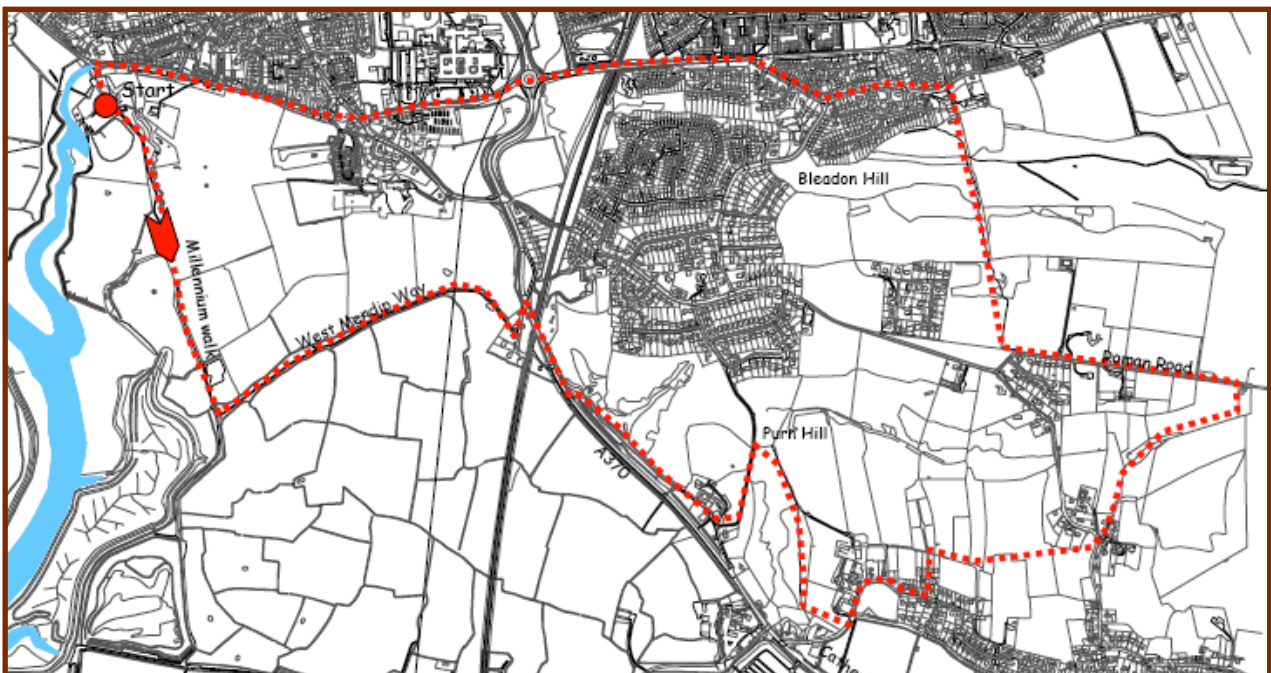 Start
Bleadon Hill
Millennium walk
West Mendip Way
Roman Road
Purn Hill
A370